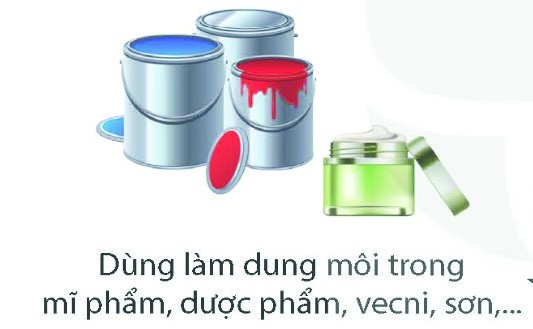 Dùng làm dung môi trong
mĩ phẩm, dược phẩm, vecni, sơn,...